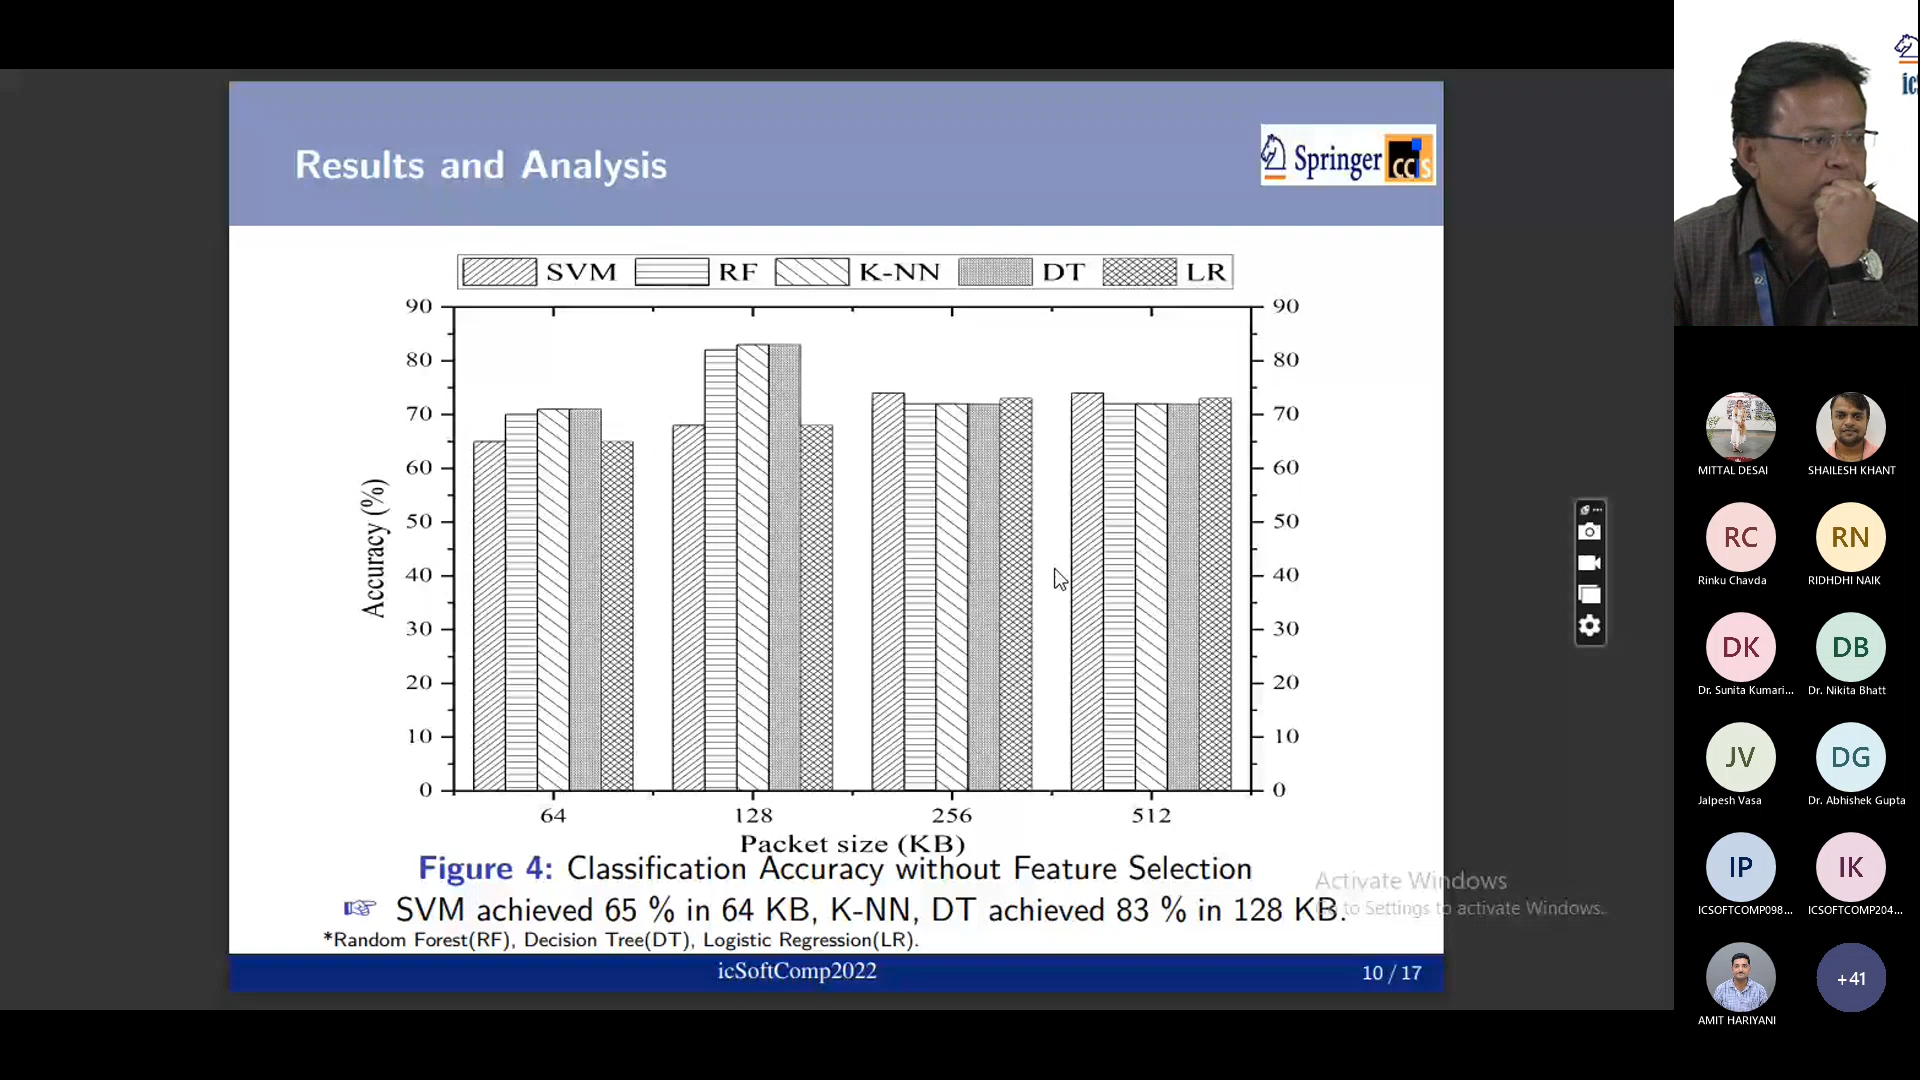 Results and Analysis
Springer
CCIS
SVM RF K-NN DT LR
90 90
80 80
70 70
60 60
50 50
40 40
30 30
20 20
10 10
0 0
Accuracy (%)
64 128 256 512
Packet size (KB)
Figure 4: Classification Accuracy without Feature Selection
SVM achieved 65 % in 64 KB, K-NN, DT achieved 83 % in 128 KB.
*Random Forest(RF), Decision Tree(DT), Logistic Regression(LR).
icSoftComp2022
10 / 17
Activate Windows
to Settings to activate Windows.
ic
MITTAL DESAI SHAILESH KHANT
RC RN
Rinku Chavda RIDHDHI NAIK
DK DB
Dr. Sunita Kumari... Dr. Nikita Bhatt
JV DG
Jalpesh Vasa Dr. Abhishek Gupta
IP IK
ICSOFTCOMP098... ICSOFTCOMP204...
+41
AMIT HARIYANI